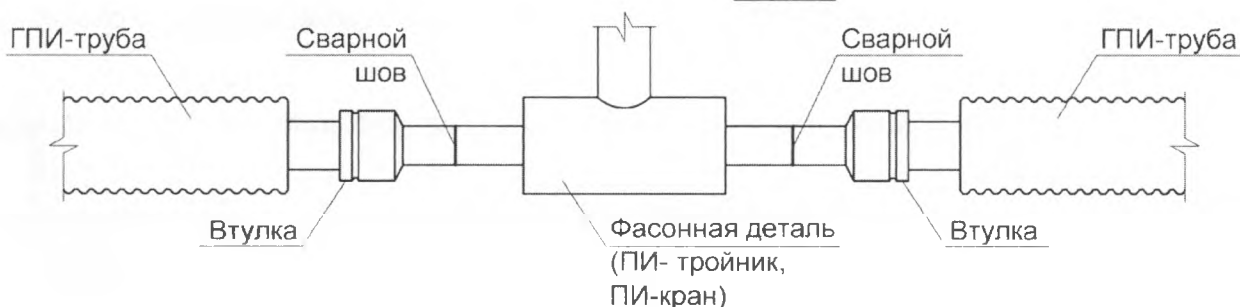 ГПИ-труба
Сварной
шов
Сварной
шов
ГПИ-труба
Втулка
Фасонная деталь
(ПИ- тройник,
ПИ-кран)
Втулка